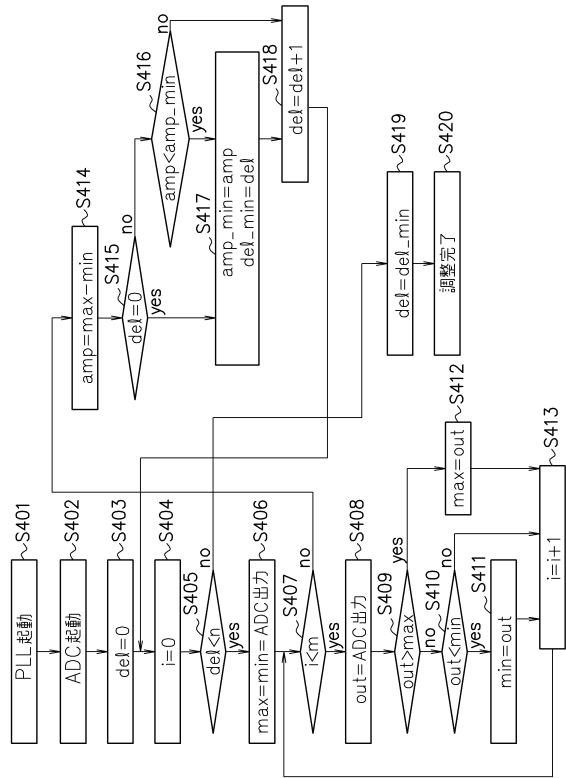 PLL起動
S401
ADC起動
S402
del=0
S403
i=0
S404
del<n
S405
no
yes
max=min=ADC出力
S406
i<m
S407
no
yes
out=ADC出力
S408
out>max
S409
yes
no
out<min
S410
no
yes
min=out
S411
max=out
S412
i=i+1
S413
amp=max-min
S414
del=0
S415
no
yes
amp<amp_min
S416
no
yes
amp_min=amp
del_min=del
S417
del=del+1
S418
del=del_min
S419
調整完了
S420